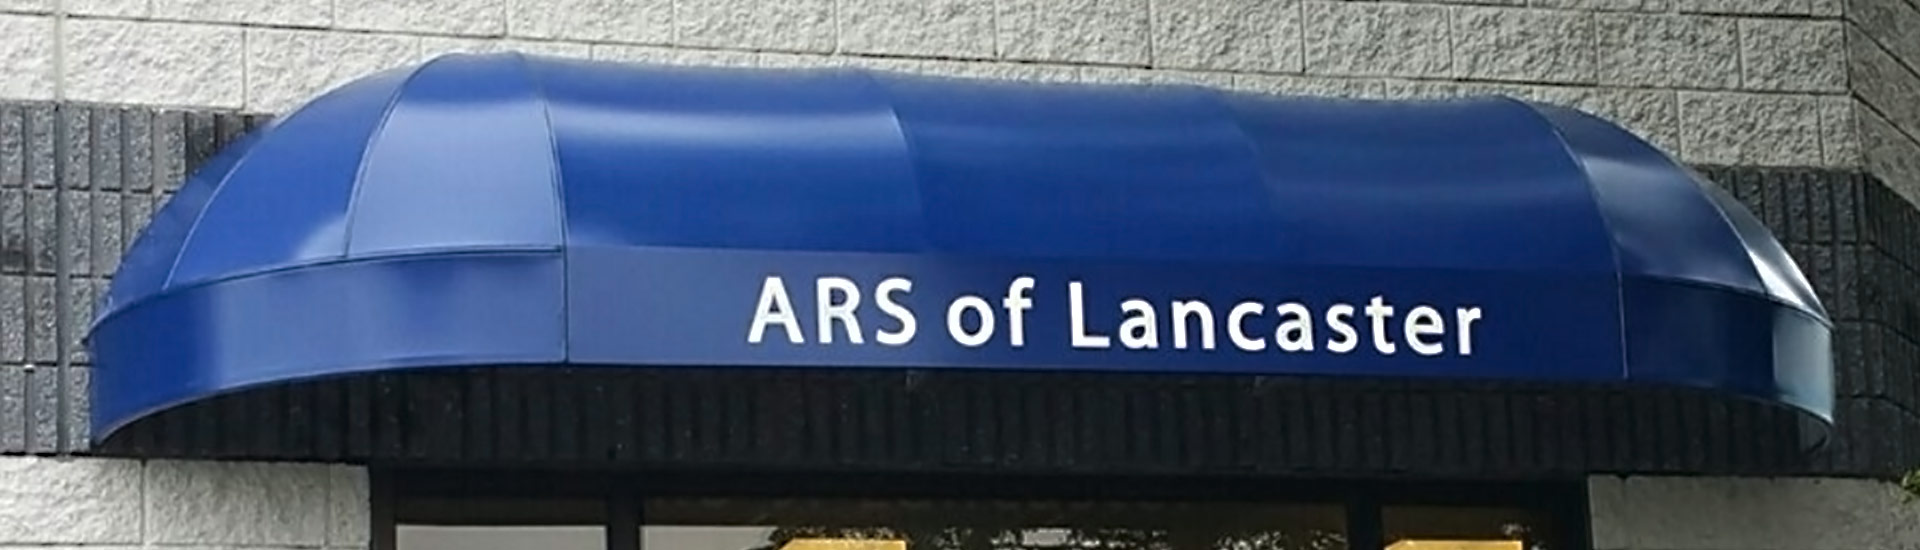 ARS of Lancaster